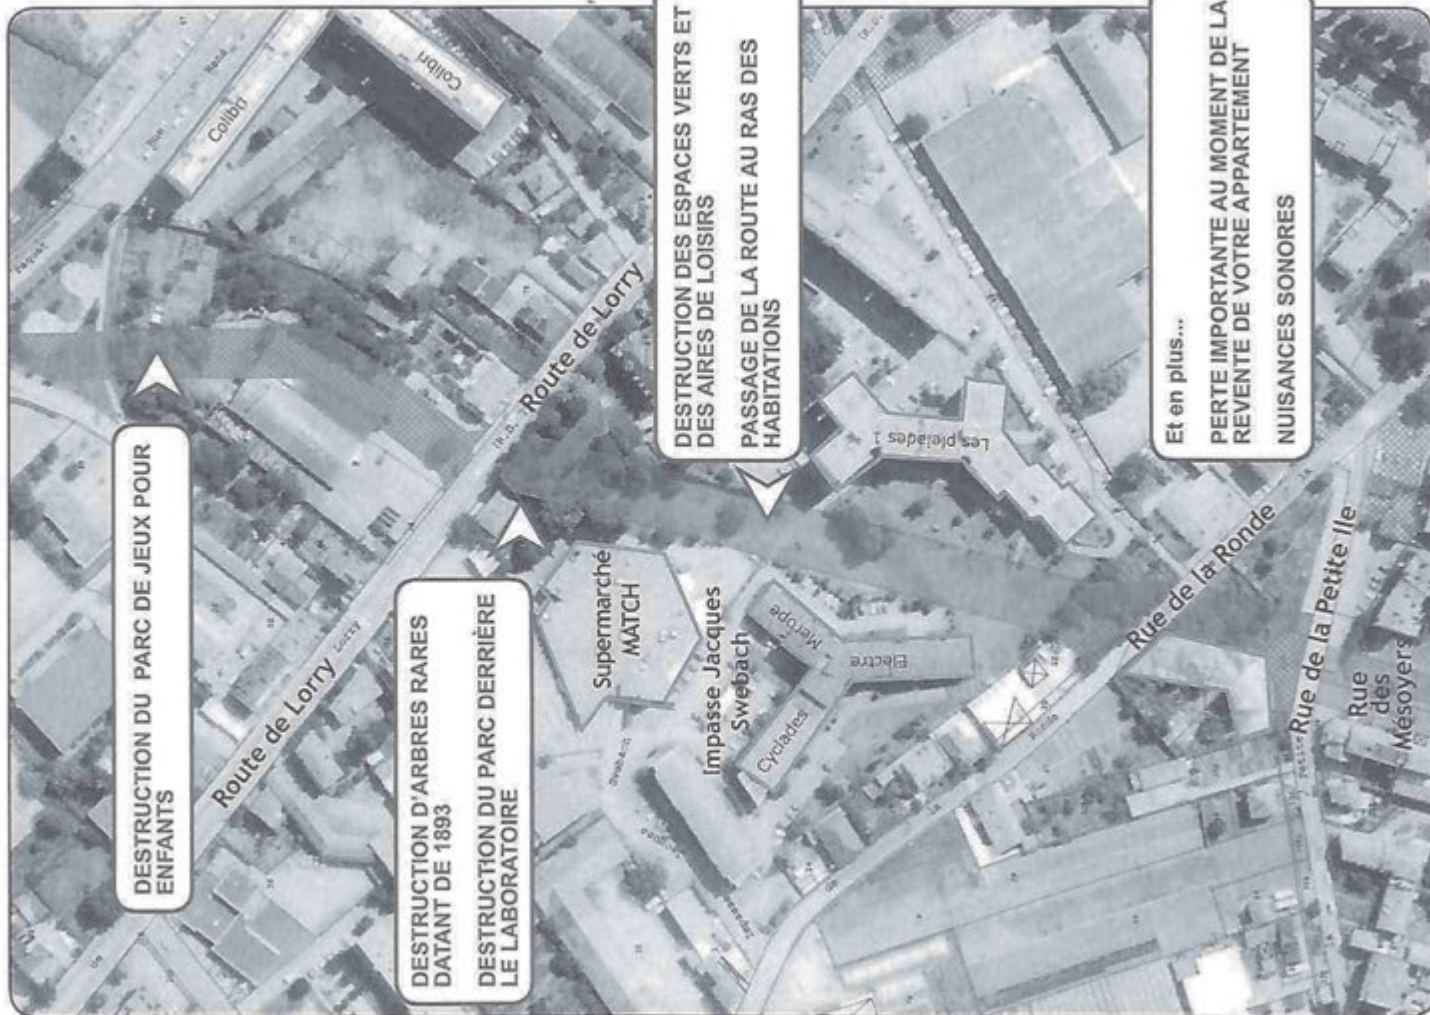 DESTRUCTION DU PARC DE JEUX POUR
ENFANTS
DESTRUCTION D'ARBRES RARES
DATANT DE 1893
DESTRUCTION DU PARC DERRIÈRE
LE LABORATOIRE
DESTRUCTION DES ESPACES VERTS ET
DES AIRES DE LOISIRS
PASSAGE DE LA ROUTE AU RAS DES
HABITATIONS
Et en plus...
PERTE IMPORTANTE AU MOMENT DE LA
REVENTE DE VOTRE APPARTEMENT
NUISANCES SONORES
Colibri
Colibri
Route de Lorry
Lorry
Route de Lorry
Supermarché
MATCH
Impasse Jacques
Swebach
Swebach
Merope
Electre
Cyclades
Les pleiades 1
Rue de la Ronde
Ronde
Rue de la Petite Ile
Rue
des
Mésoyers